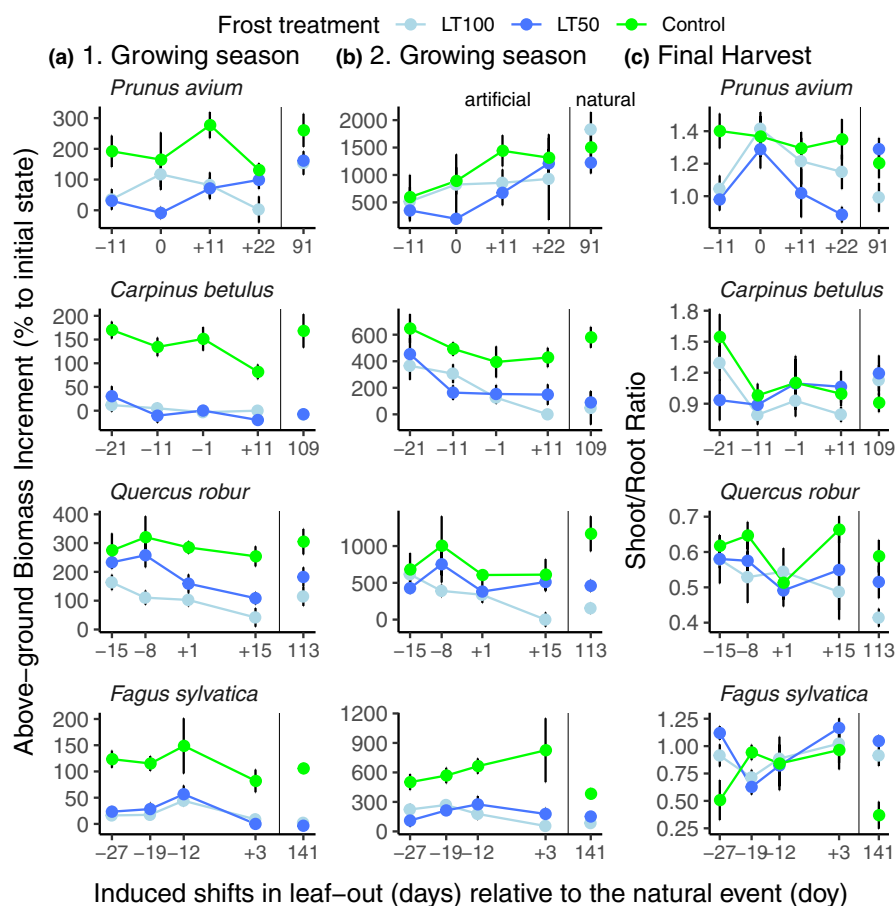 Frost treatment LT100 LT50 Control
(a) 1. Growing season (b) 2. Growing season (c) Final Harvest
Above−ground Biomass Increment (% to initial state)
Shoot/Root Ratio
Prunus avium
300
200
100
0
−11 0 +11 +22 91
artificial natural
2000
1500
1000
500
−11 0 +11 +22 91
Prunus avium
1.4
1.2
1.0
−11 0 +11 +22 91
Carpinus betulus
200
150
100
50
0
−21 −11 −1 +11 109
600
400
200
0
−21 −11 −1 +11 109
Carpinus betulus
1.8
1.5
1.2
0.9
−21 −11 −1 +11 109
Quercus robur
400
300
200
100
0
−15 −8 +1 +15 113
1000
500
0
−15 −8 +1 +15 113
Quercus robur
0.7
0.6
0.5
0.4
−15 −8 +1 +15 113
Fagus sylvatica
200
150
100
50
0
−27 −19 −12 +3 141
1200
900
600
300
0
−27 −19 −12 +3 141
Fagus sylvatica
1.25
1.00
0.75
0.50
0.25
−27 −19 −12 +3 141
Induced shifts in leaf−out (days) relative to the natural event (doy)